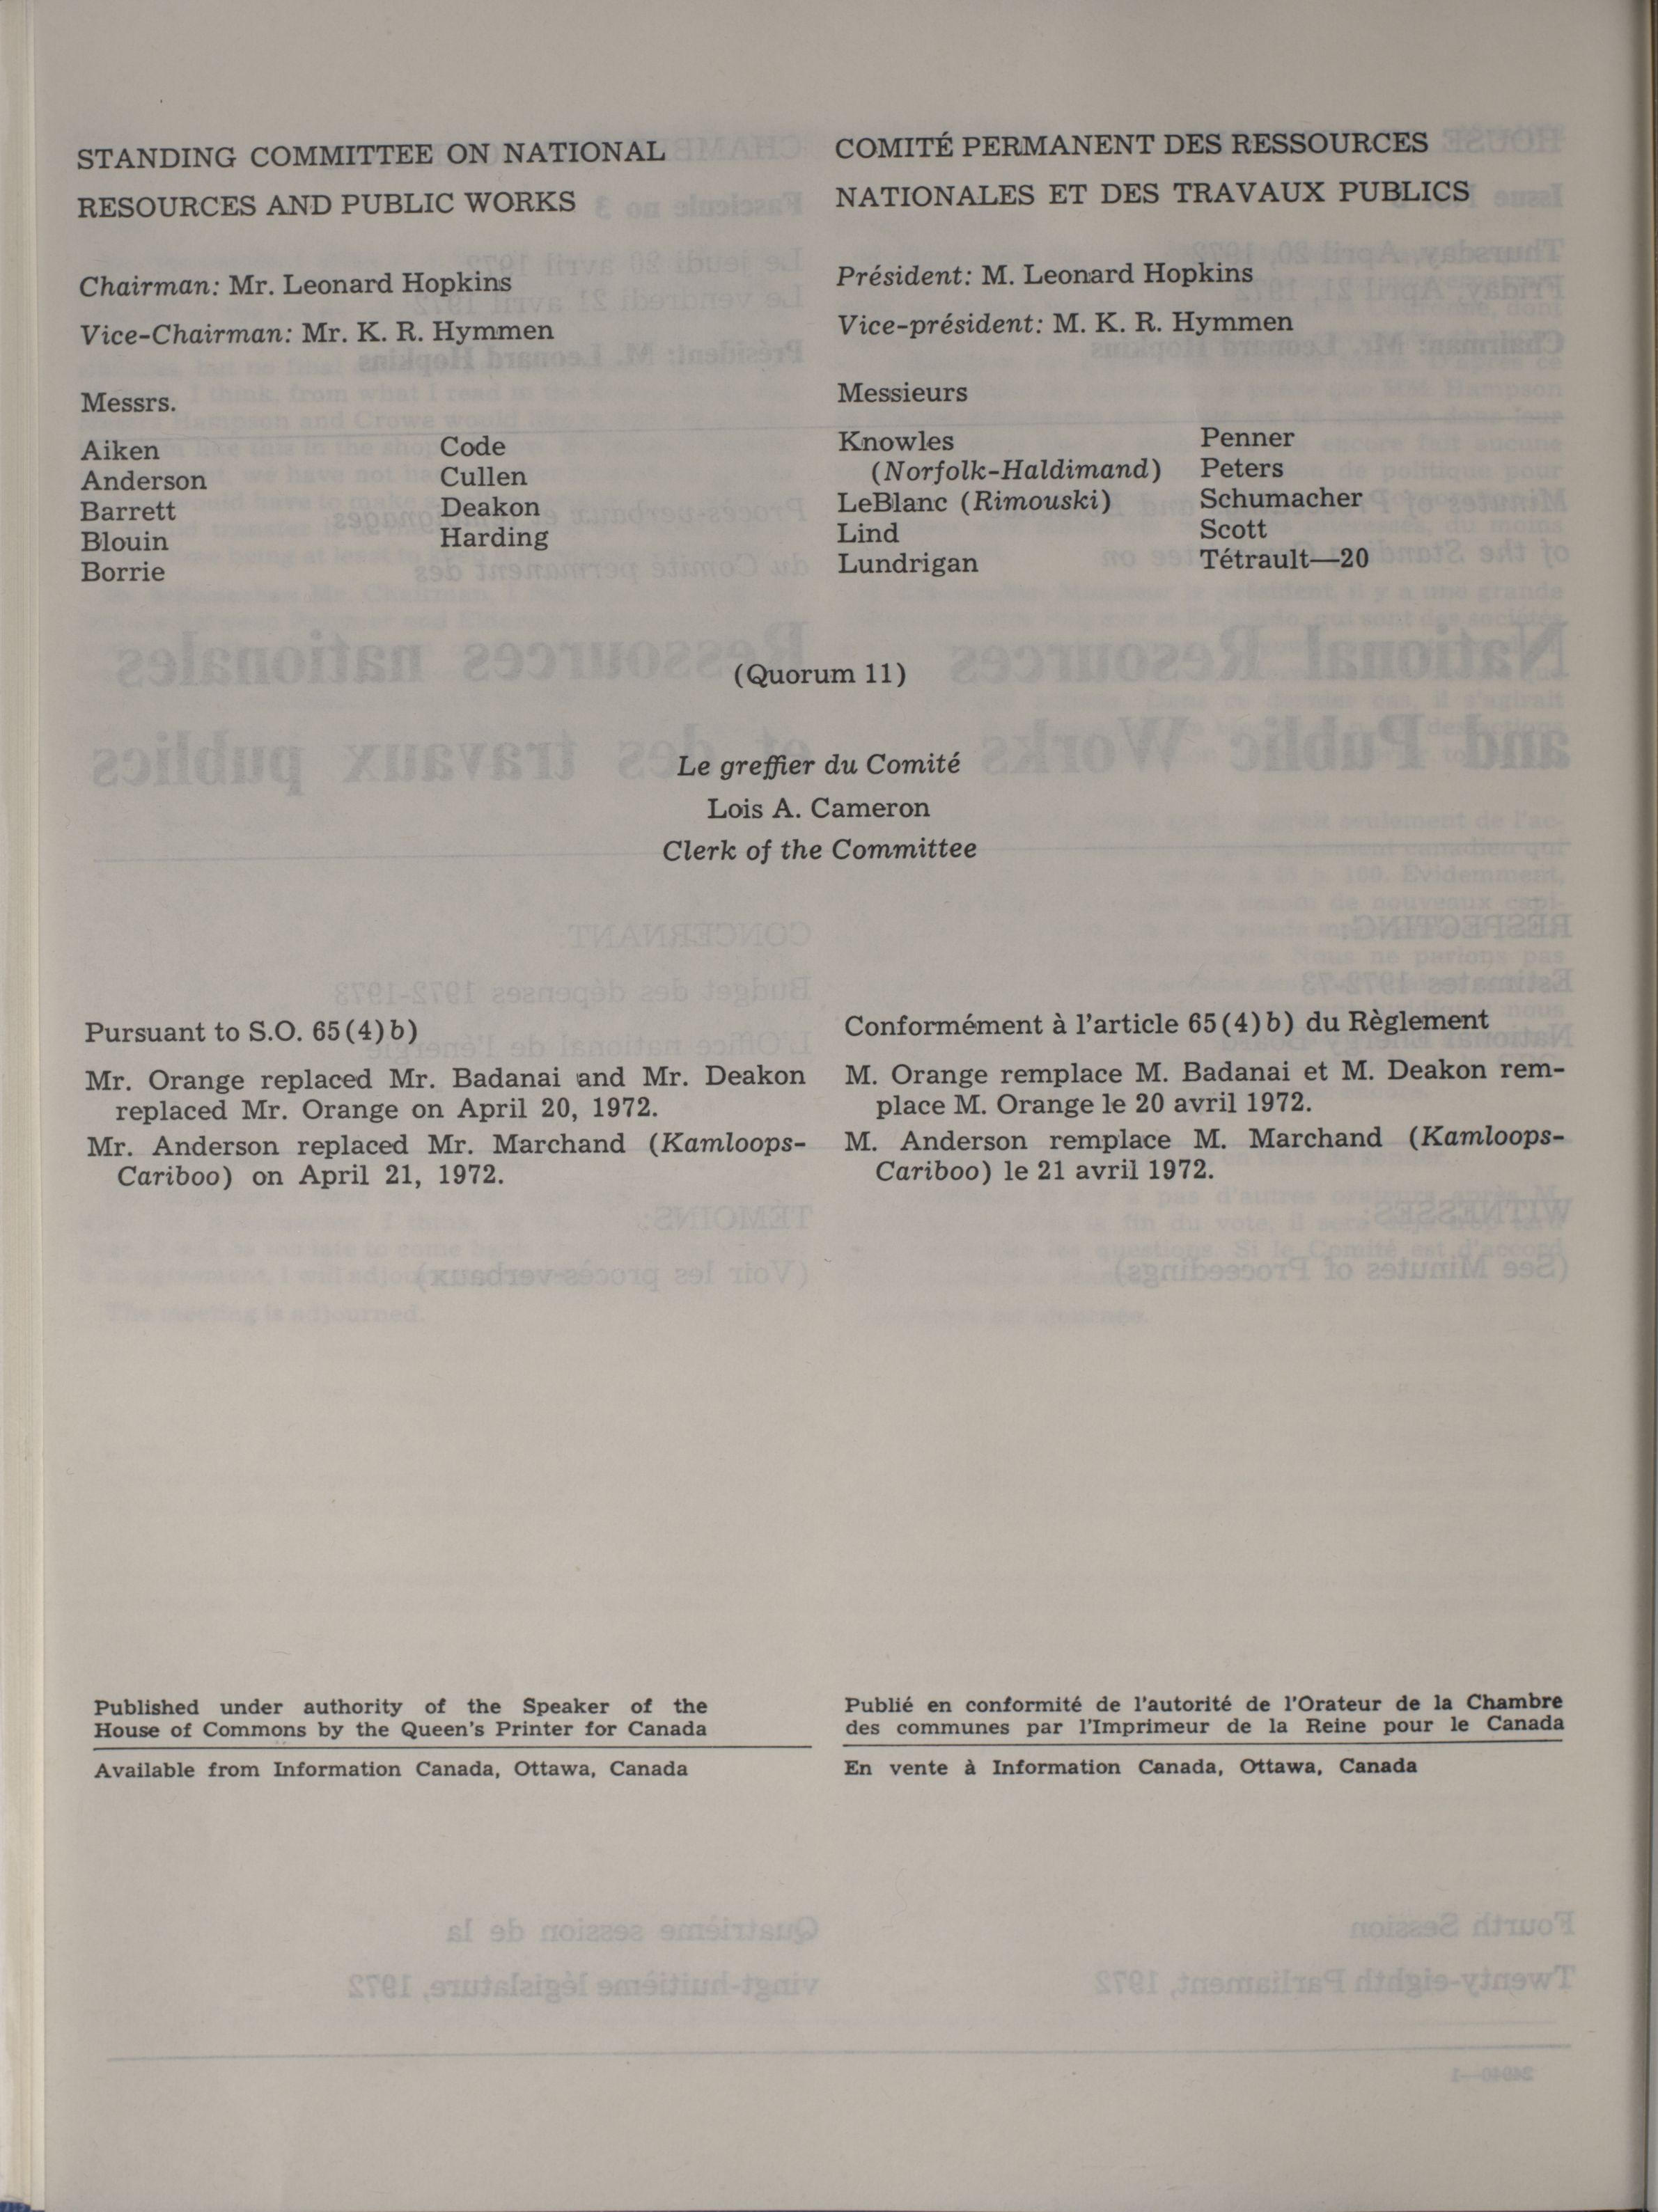 STANDING COMMITTEE ON NATIONAL
RESOURCES AND PUBLIC WORKS
Chairman: Mr. Leonard Hopkins
Vice-Chairman: Mr. K. R. Hymmen
Messrs.
Aiken
Anderson
Barrett
Blouin
Borrie
Code
Cullen
Deakon
Harding
COMITÉ PERMANENT DES RESSOURCES
NATIONALES ET DES TRAVAUX PUBLICS
Président: M. Leonard Hopkins
Vice-président: M. K. R. Hymmen
Messieurs
Knowles
(Norfolk-Haldimand)
LeBlanc (Rimouski)
Lind
Lundrigan
Penner
Peters
Schumacher
Scott
Tétrault—20
(Quorum 11)
Le greffier du Comité
Lois A. Cameron
Clerk of the Committee
Pursuant to S.O. 65(4)b)
Mr. Orange replaced Mr. Badanai and Mr. Deakon
replaced Mr. Orange on April 20, 1972.
Mr. Anderson replaced Mr. Marchand (Kamloops-
Cariboo) on April 21, 1972.
Conformément à l'article 65(4)b) du Règlement
M. Orange remplace M. Badanai et M. Deakon rem-
place M. Orange le 20 avril 1972.
M. Anderson remplace M. Marchand (Kamloops-
Cariboo) le 21 avril 1972.
Published under authority of the Speaker of the
House of Commons by the Queen's Printer for Canada
Available from Information Canada, Ottawa, Canada
Publié en conformité de l'autorité de l'Orateur de la Chambre
des communes par l'Imprimeur de la Reine pour le Canada
En vente à Information Canada, Ottawa, Canada